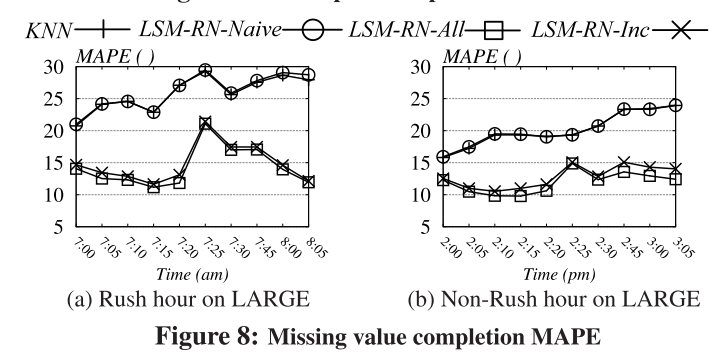 KNN LSM-RN-Naive LSM-RN-All LSM-RN-Inc
MAPE ( )
30
25
20
15
10
5
7:00 7:05 7:10 7:15 7:20 7:25 7:30 7:45 8:00 8:05
Time (am)
(a) Rush hour on LARGE
MAPE ( )
30
25
20
15
10
5
2:00 2:05 2:10 2:15 2:20 2:25 2:30 2:45 3:00 3:05
Time (pm)
(b) Non-Rush hour on LARGE
Figure 8: Missing value completion MAPE